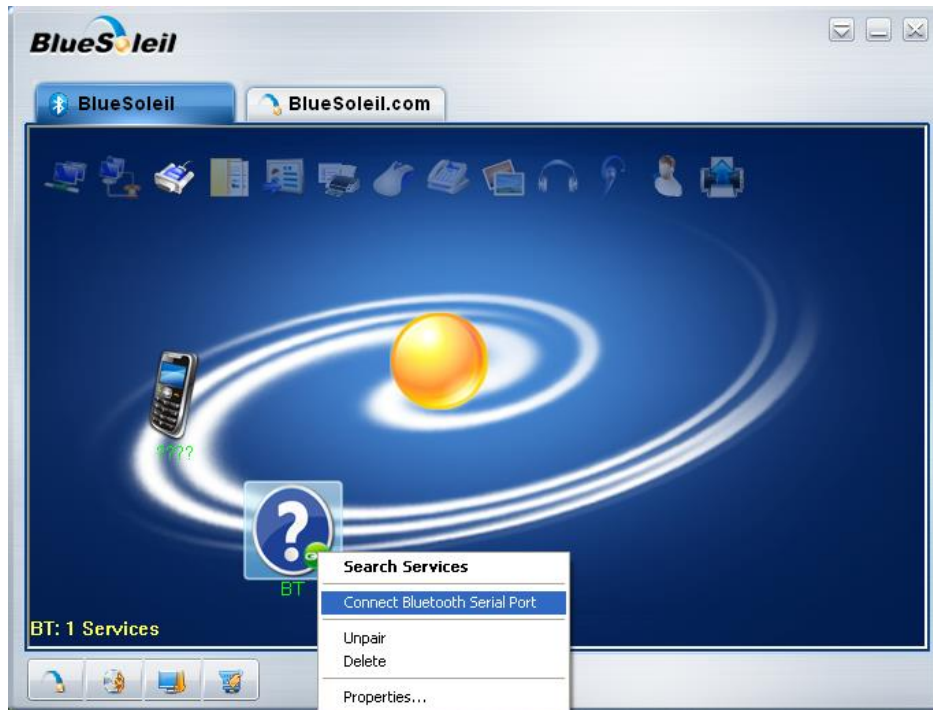 BlueSoleil
BlueSoleil
BlueSoleil.com
????
BT
Search Services
Connect Bluetooth Serial Port
Unpair
Delete
Properties...
BT: 1 Services